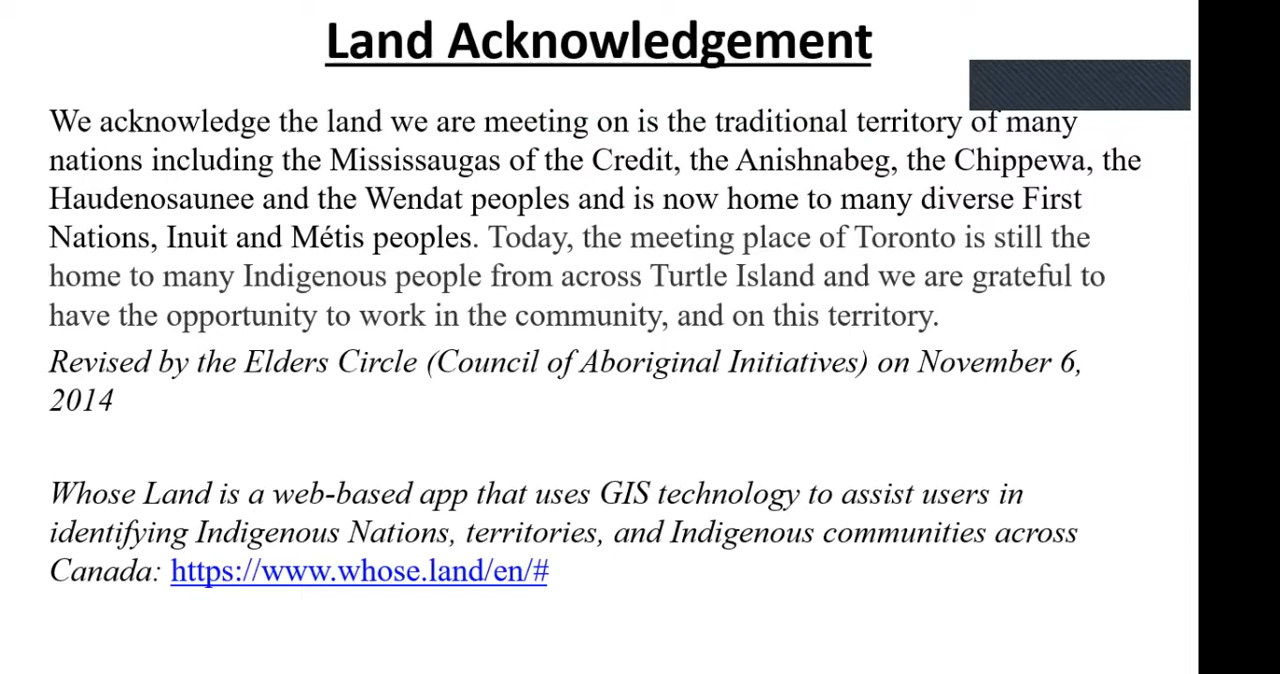 Land Acknowledgement
We acknowledge the land we are meeting on is the traditional territory of many
nations including the Mississaugas of the Credit, the Anishnabeg, the Chippewa, the
Haudenosaunee and the Wendat peoples and is now home to many diverse First
Nations, Inuit and Métis peoples. Today, the meeting place of Toronto is still the
home to many Indigenous people from across Turtle Island and we are grateful to
have the opportunity to work in the community, and on this territory.
Revised by the Elders Circle (Council of Aboriginal Initiatives) on November 6,
2014
Whose Land is a web-based app that uses GIS technology to assist users in
identifying Indigenous Nations, territories, and Indigenous communities across
Canada: https://www.whose.land/en/#